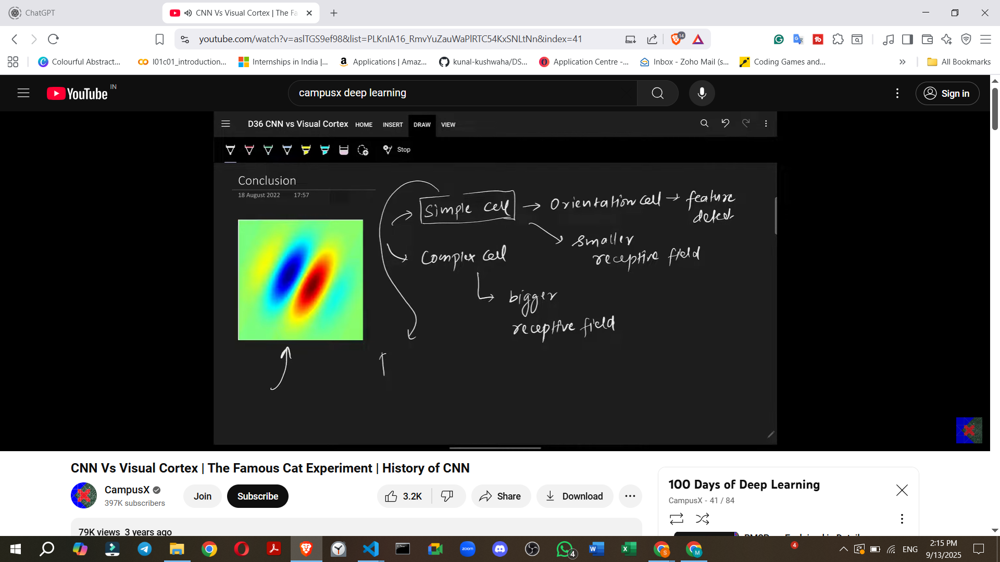 ChatGPT
CNN Vs Visual Cortex | The Fa
youtube.com/watch?v=aslTGS9ef98&list=PLKnIA16_RmvYuZauWaPlRTC54KxSNLtNn&index=41
14
Colourful Abstract...
l01c01_introduction...
Internships in India |...
Applications | Amaz...
kunal-kushwaha/DS...
Application Centre -...
Inbox - Zoho Mail (s...
Coding Games and...
All Bookmarks
YouTube IN
campusx deep learning
Sign in
D36 CNN vs Visual Cortex HOME INSERT DRAW VIEW
Stop
Conclusion
18 August 2022 17:57
Simple cell → Orientation cell → feature
detect
smaller
receptive field
Complex cell
bigger
receptive field
CNN Vs Visual Cortex | The Famous Cat Experiment | History of CNN
CampusX
397K subscribers
Join
Subscribe
3.2K
Share
Download
79K views 3 years ago
100 Days of Deep Learning
CampusX - 41 / 84
zoom
4
4
ENG
2:15 PM
9/13/2025